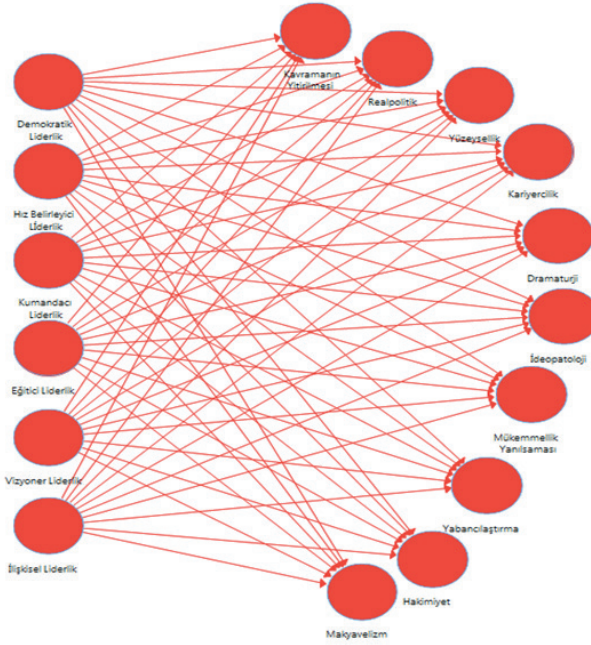 Demokratik
Liderlik
Hız Belirleyici
Liderlik
Kumandacı
Liderlik
Eğitici Liderlik
Vizyoner Liderlik
İlişkisel Liderlik
Kavramanın
Yitirilmesi
Realpolitik
Yüzeysellik
Kariyercilik
Dramaturji
İdeopatoloji
Mükemmellik
Yanılsaması
Yabancılaştırma
Hakimiyet
Makyavelizm